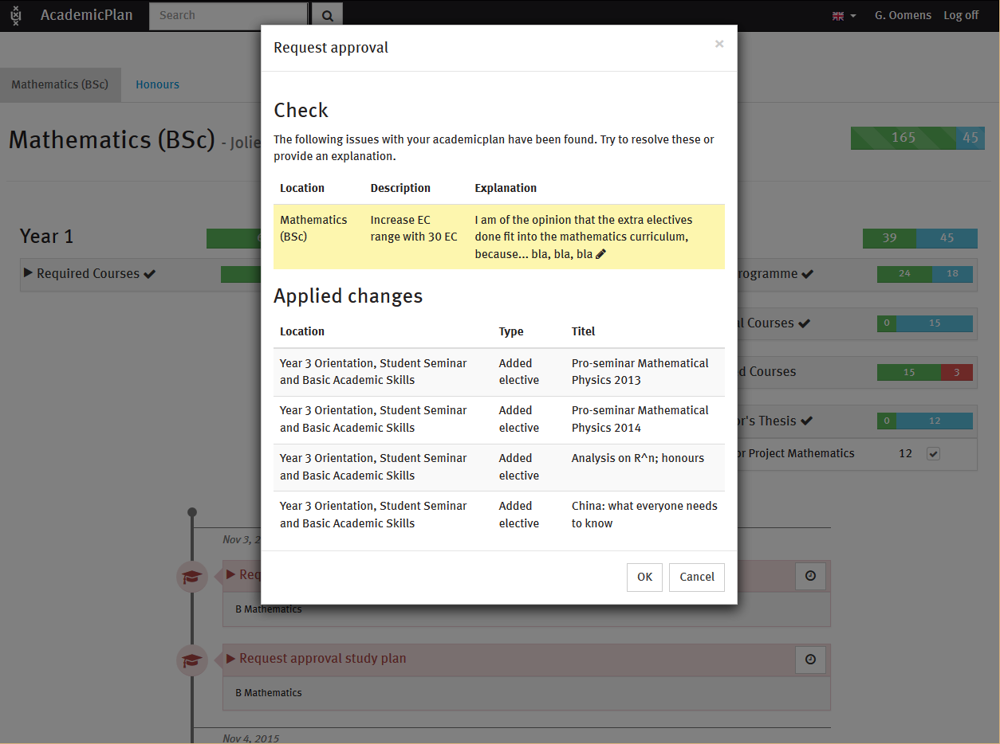 AcademicPlan
Search
G. Oomens
Log off
Request approval
×
Mathematics (BSc)
Honours
Mathematics (BSc) - Jolie
165
45
Check
The following issues with your academicplan have been found. Try to resolve these or
provide an explanation.
Location Description Explanation
Mathematics
(BSc)
Increase EC
range with 30 EC
I am of the opinion that the extra electives
done fit into the mathematics curriculum,
because... bla, bla, bla
Year 1
39
45
Required Courses
rogramme
24
18
Applied changes
Location Type Titel
Year 3 Orientation, Student Seminar
and Basic Academic Skills
Added
elective
Pro-seminar Mathematical
Physics 2013
Year 3 Orientation, Student Seminar
and Basic Academic Skills
Added
elective
Pro-seminar Mathematical
Physics 2014
Year 3 Orientation, Student Seminar
and Basic Academic Skills
Added
elective
Analysis on R^n; honours
Year 3 Orientation, Student Seminar
and Basic Academic Skills
Added
elective
China: what everyone needs
to know
OK
Cancel
al Courses
0
15
d Courses
15
3
or's Thesis
0
12
or Project Mathematics
12
Nov 3, 2
Req
B Mathematics
Request approval study plan
B Mathematics
Nov 4, 2015